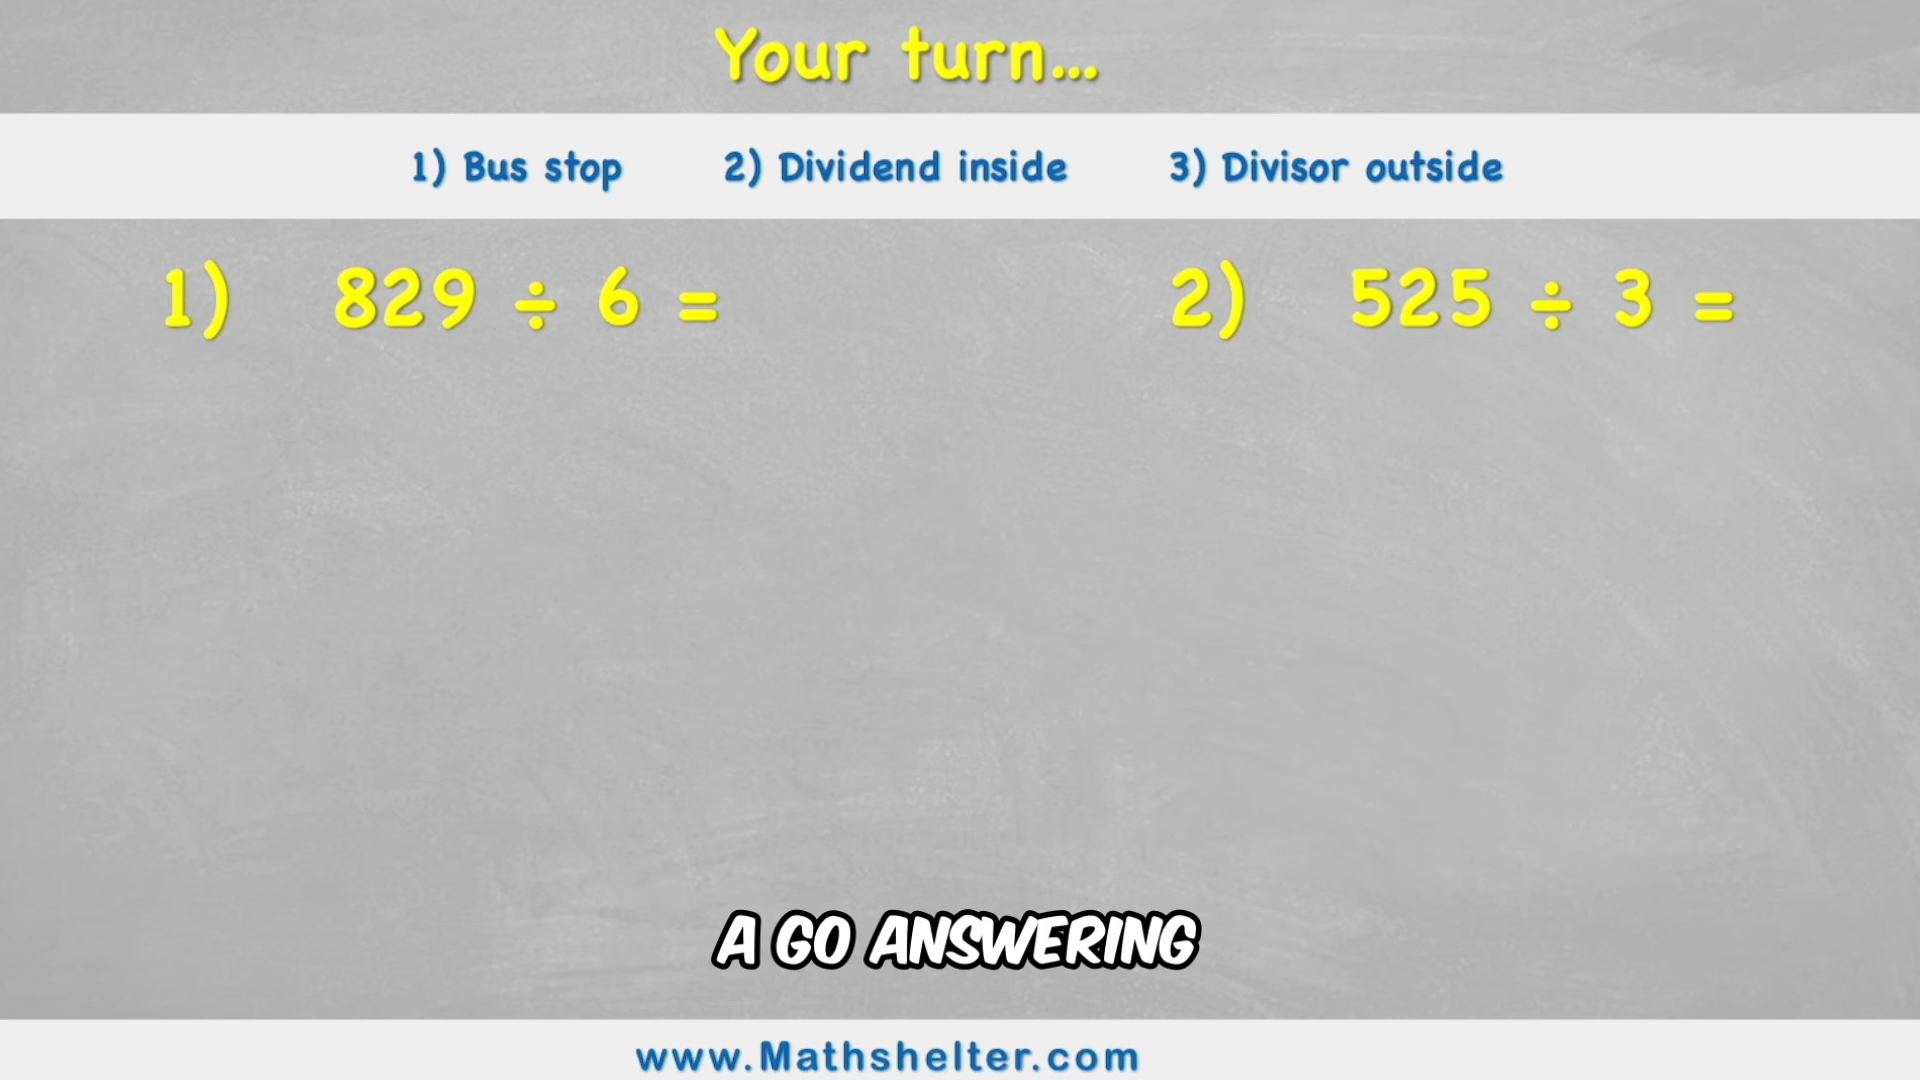 Your turn...
1) Bus stop 2) Dividend inside 3) Divisor outside
1) 829 ÷ 6 = 2) 525 ÷ 3 =
A GO ANSWERING
www.Mathshelter.com